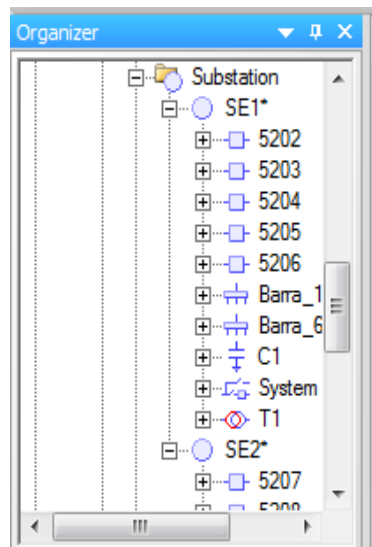 Organizer
Substation
SE1*
5202
5203
5204
5205
5206
Barra_1
Barra_6
C1
System
T1
SE2*
5207